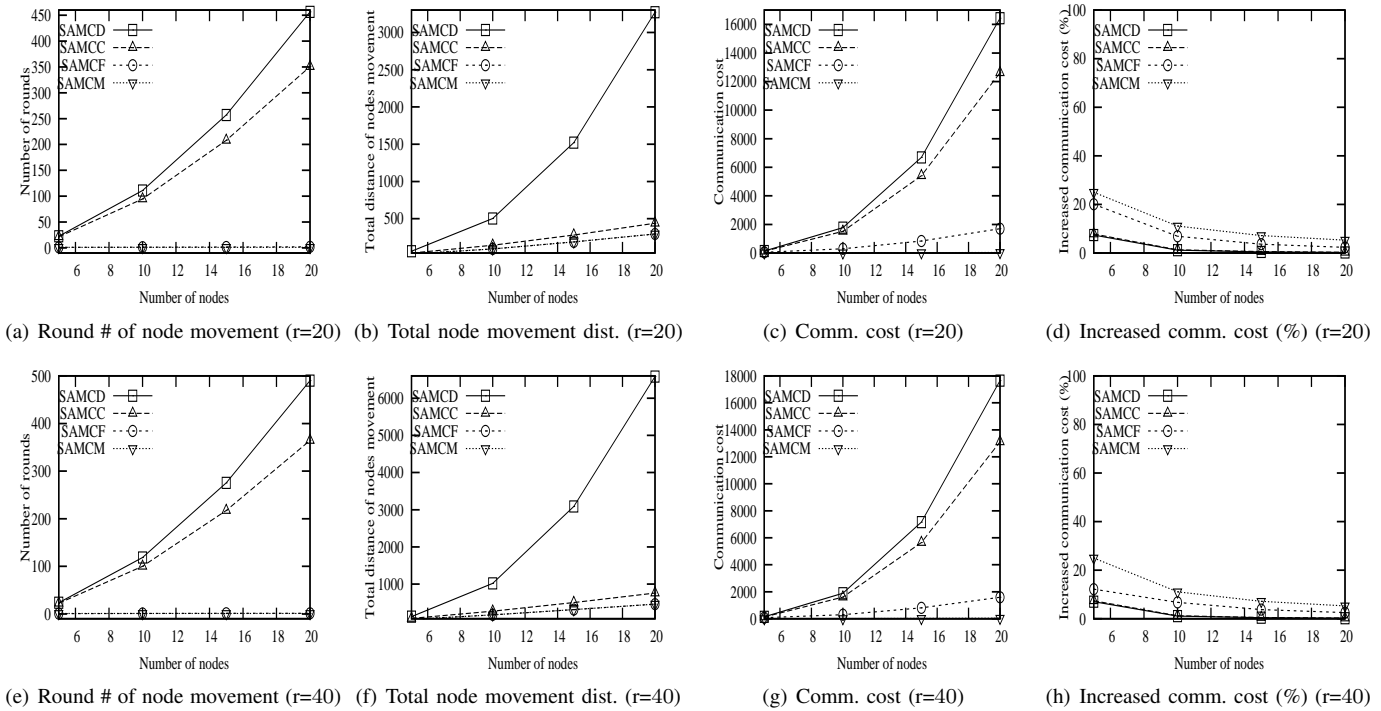 450
400
350
300
250
200
150
100
50
0
Number of rounds
SAMCD
SAMCC
SAMCF
SAMCM
6 8 10 12 14 16 18 20
Number of nodes
(a) Round # of node movement (r=20)
3000
2500
2000
1500
1000
500
Total distance of nodes movement
SAMCD
SAMCC
SAMCF
SAMCM
6 8 10 12 14 16 18 20
Number of nodes
(b) Total node movement dist. (r=20)
16000
14000
12000
10000
8000
6000
4000
2000
0
Communication cost
SAMCD
SAMCC
SAMCF
SAMCM
6 8 10 12 14 16 18 20
Number of nodes
(c) Comm. cost (r=20)
100
80
60
40
20
0
Increased communication cost (%)
SAMCD
SAMCC
SAMCF
SAMCM
6 8 10 12 14 16 18 20
Number of nodes
(d) Increased comm. cost (%) (r=20)
500
400
300
200
100
0
Number of rounds
SAMCD
SAMCC
SAMCF
SAMCM
6 8 10 12 14 16 18 20
Number of nodes
(e) Round # of node movement (r=40)
6000
5000
4000
3000
2000
1000
Total distance of nodes movement
SAMCD
SAMCC
SAMCF
SAMCM
6 8 10 12 14 16 18 20
Number of nodes
(f) Total node movement dist. (r=40)
18000
16000
14000
12000
10000
8000
6000
4000
2000
0
Communication cost
SAMCD
SAMCC
SAMCF
SAMCM
6 8 10 12 14 16 18 20
Number of nodes
(g) Comm. cost (r=40)
100
80
60
40
20
0
Increased communication cost (%)
SAMCD
SAMCC
SAMCF
SAMCM
6 8 10 12 14 16 18 20
Number of nodes
(h) Increased comm. cost (%) (r=40)